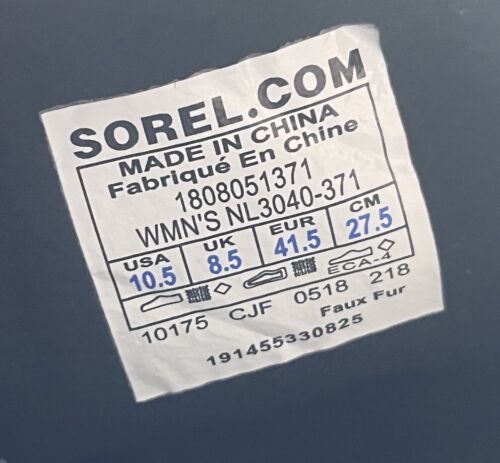 SOREL.COM
MADE IN CHINA
Fabriqué En Chine
1808051371
WMN'S NL3040-371
USA UK EUR CM
10.5 8.5 41.5 27.5
ECA-4
10175 CJF 0518 218
Faux Fur
191455330825